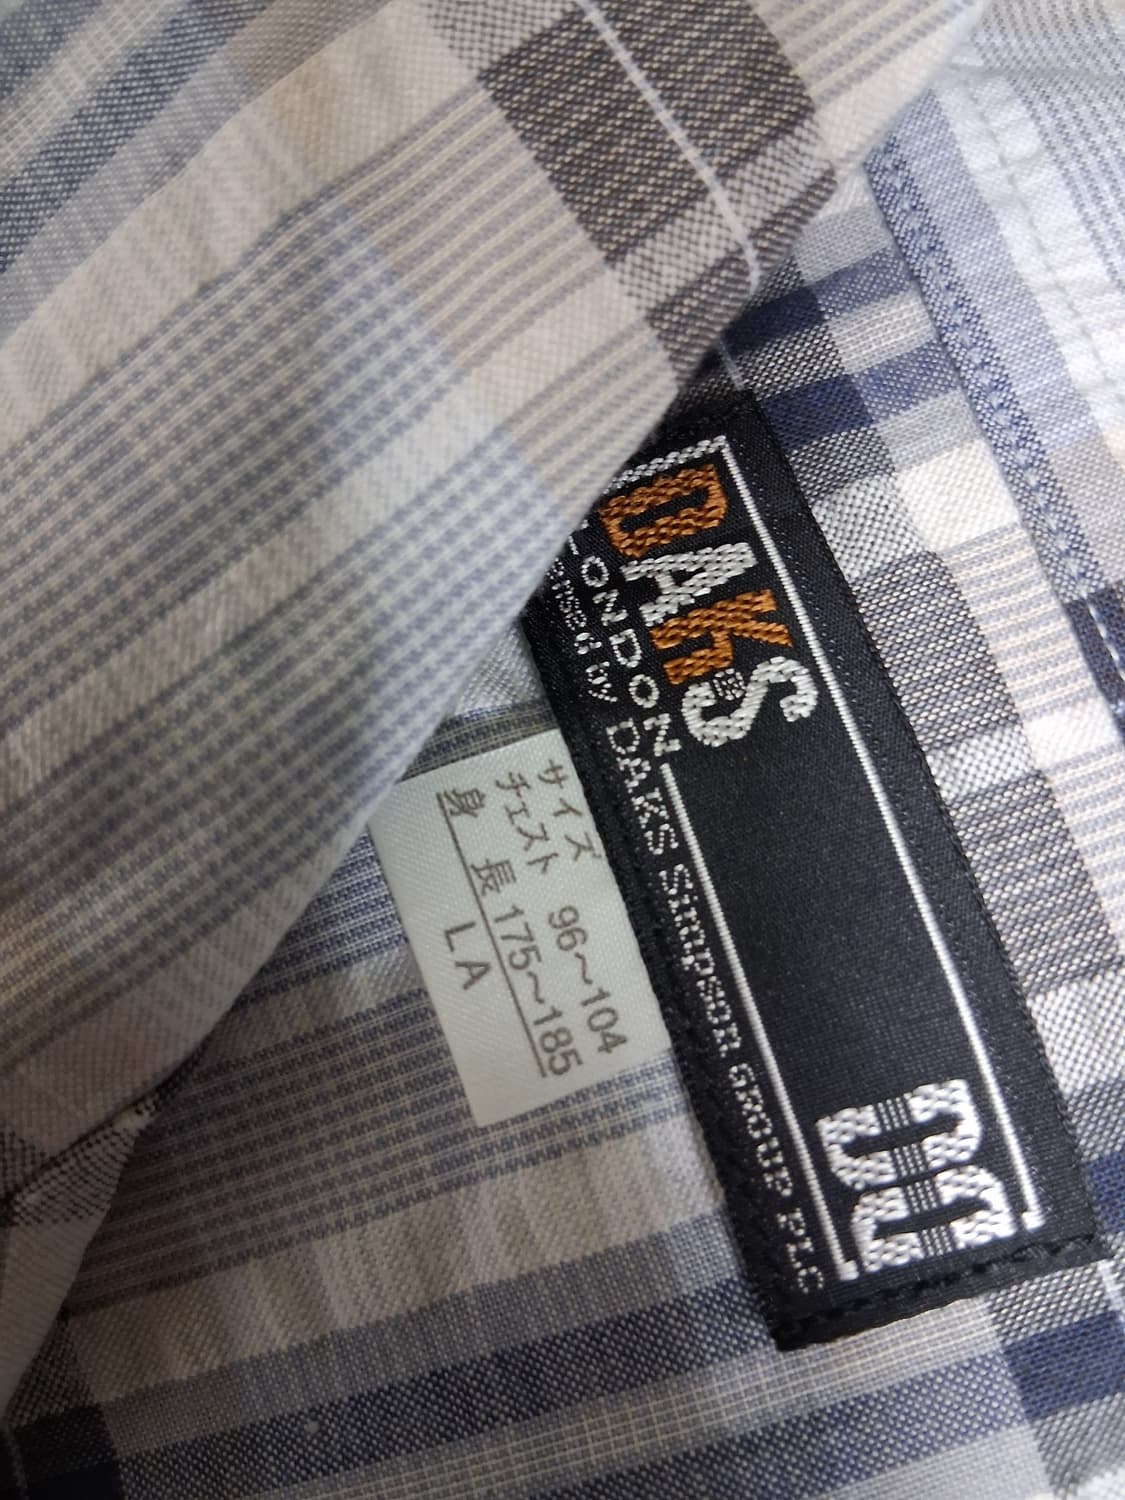 DAKS
LONDON
by DAKS Simpson GROUP PLC
DD
サイズ
チェスト 96～104
身 長 175～185
LA